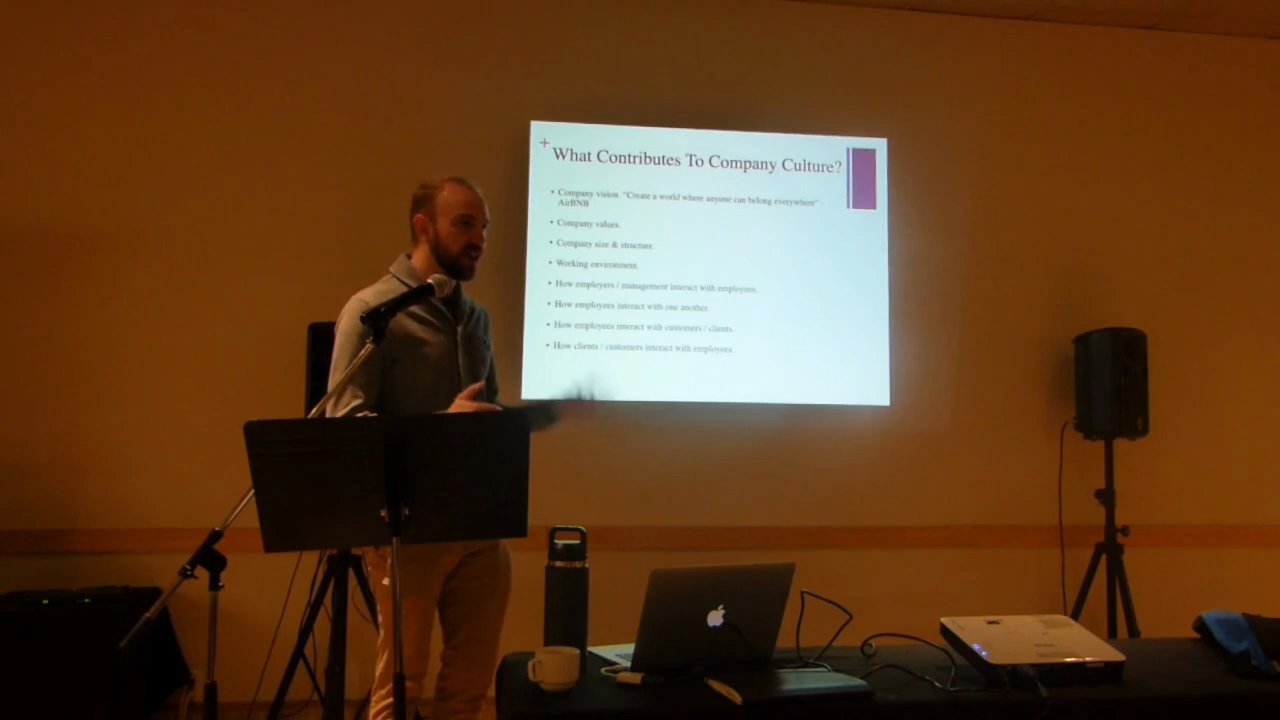 +
What Contributes To Company Culture?
• Company vision. “Create a world where anyone can belong everywhere”
AirBNB
• Company values.
• Company size & structure.
• Working environment.
• How employers / management interact with employees.
• How employees interact with one another.
• How employees interact with customers / clients.
• How clients / customers interact with employees.